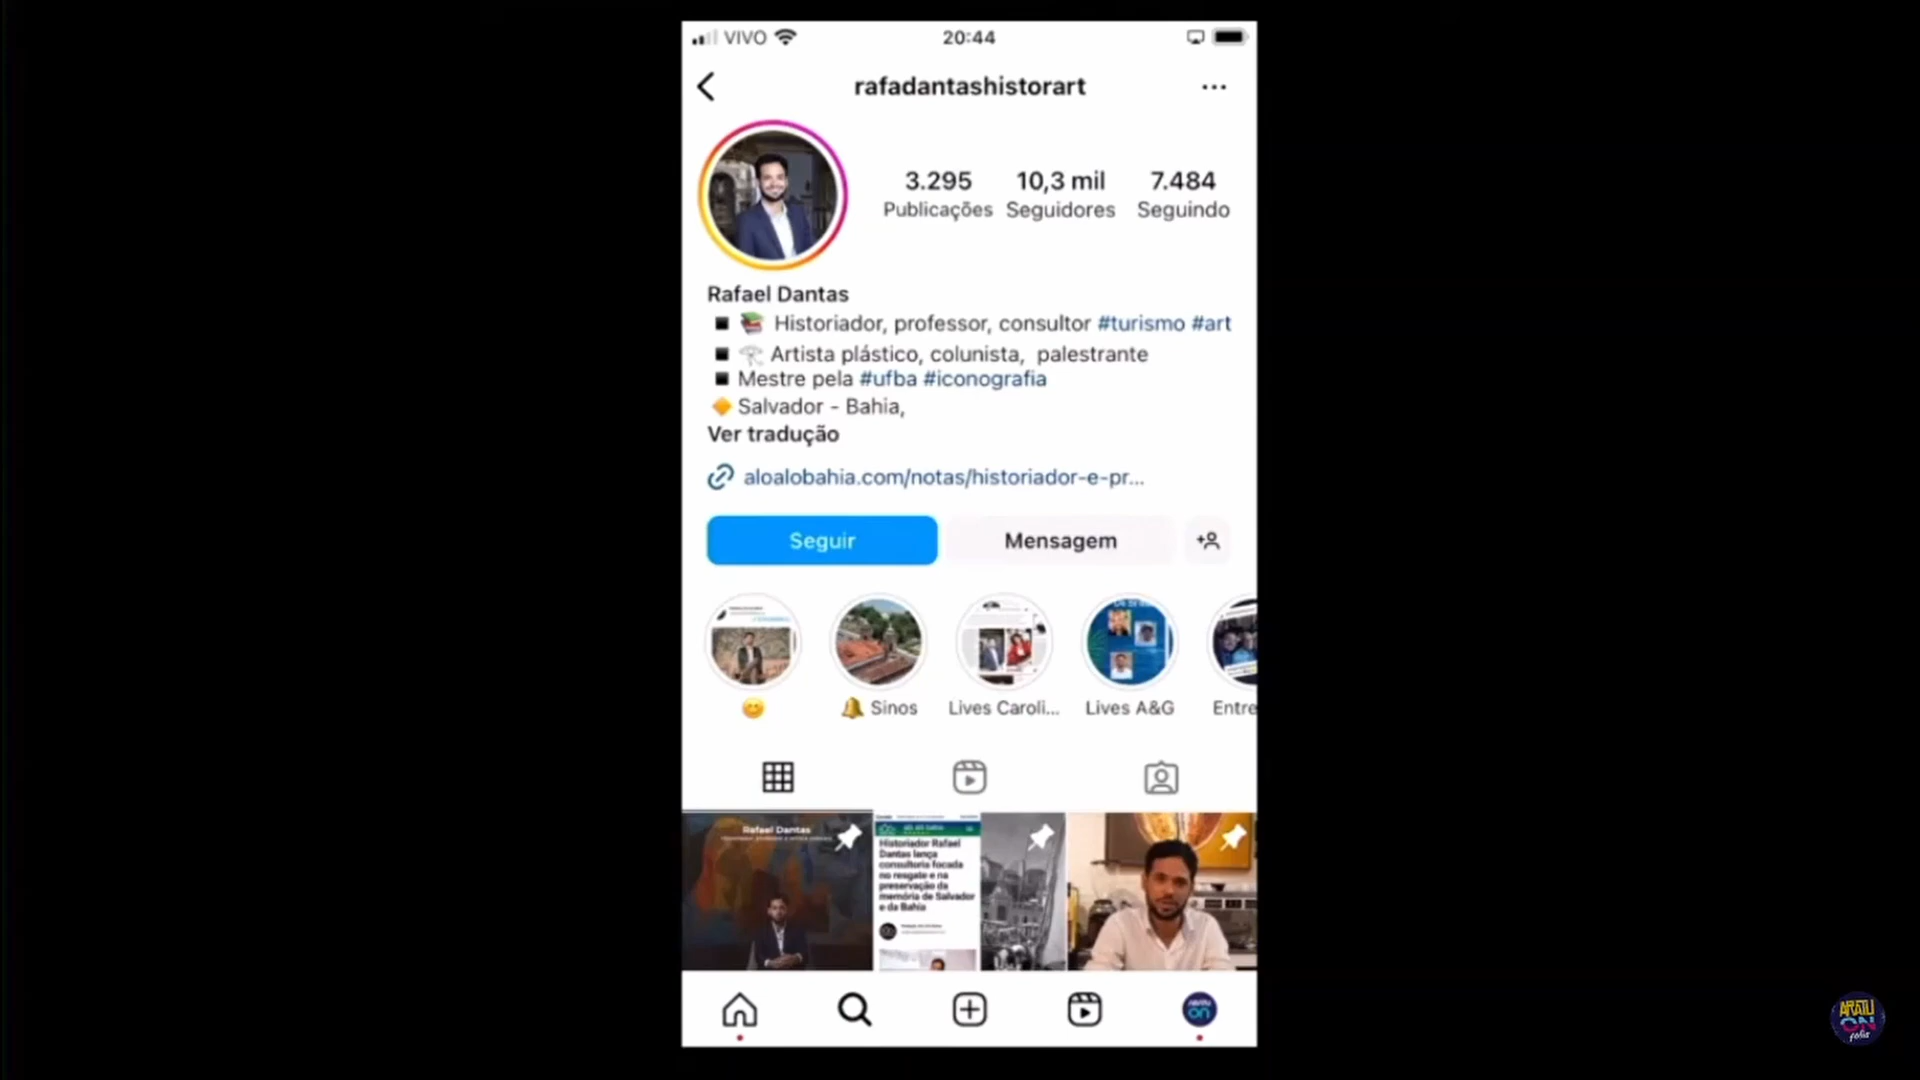 VIVO
20:44
rafadantashistorart
3.295
10,3 mil
7.484
Publicações
Seguidores
Seguindo
Rafael Dantas
Historiador, professor, consultor #turismo #art
Artista plástico, colunista, palestrante
Mestre pela #ufba #iconografia
Salvador - Bahia,
Ver tradução
aloalobahia.com/notas/historiador-e-pr...
Seguir
Mensagem
Sinos
Lives Caroli...
Lives A&G
Entre
Rafael Dantas
Historiador Rafael
Dantas lança
consultoria focada
no resgate e na
preservação da
memória de Salvador
e da Bahia
ARATU
ON
folia